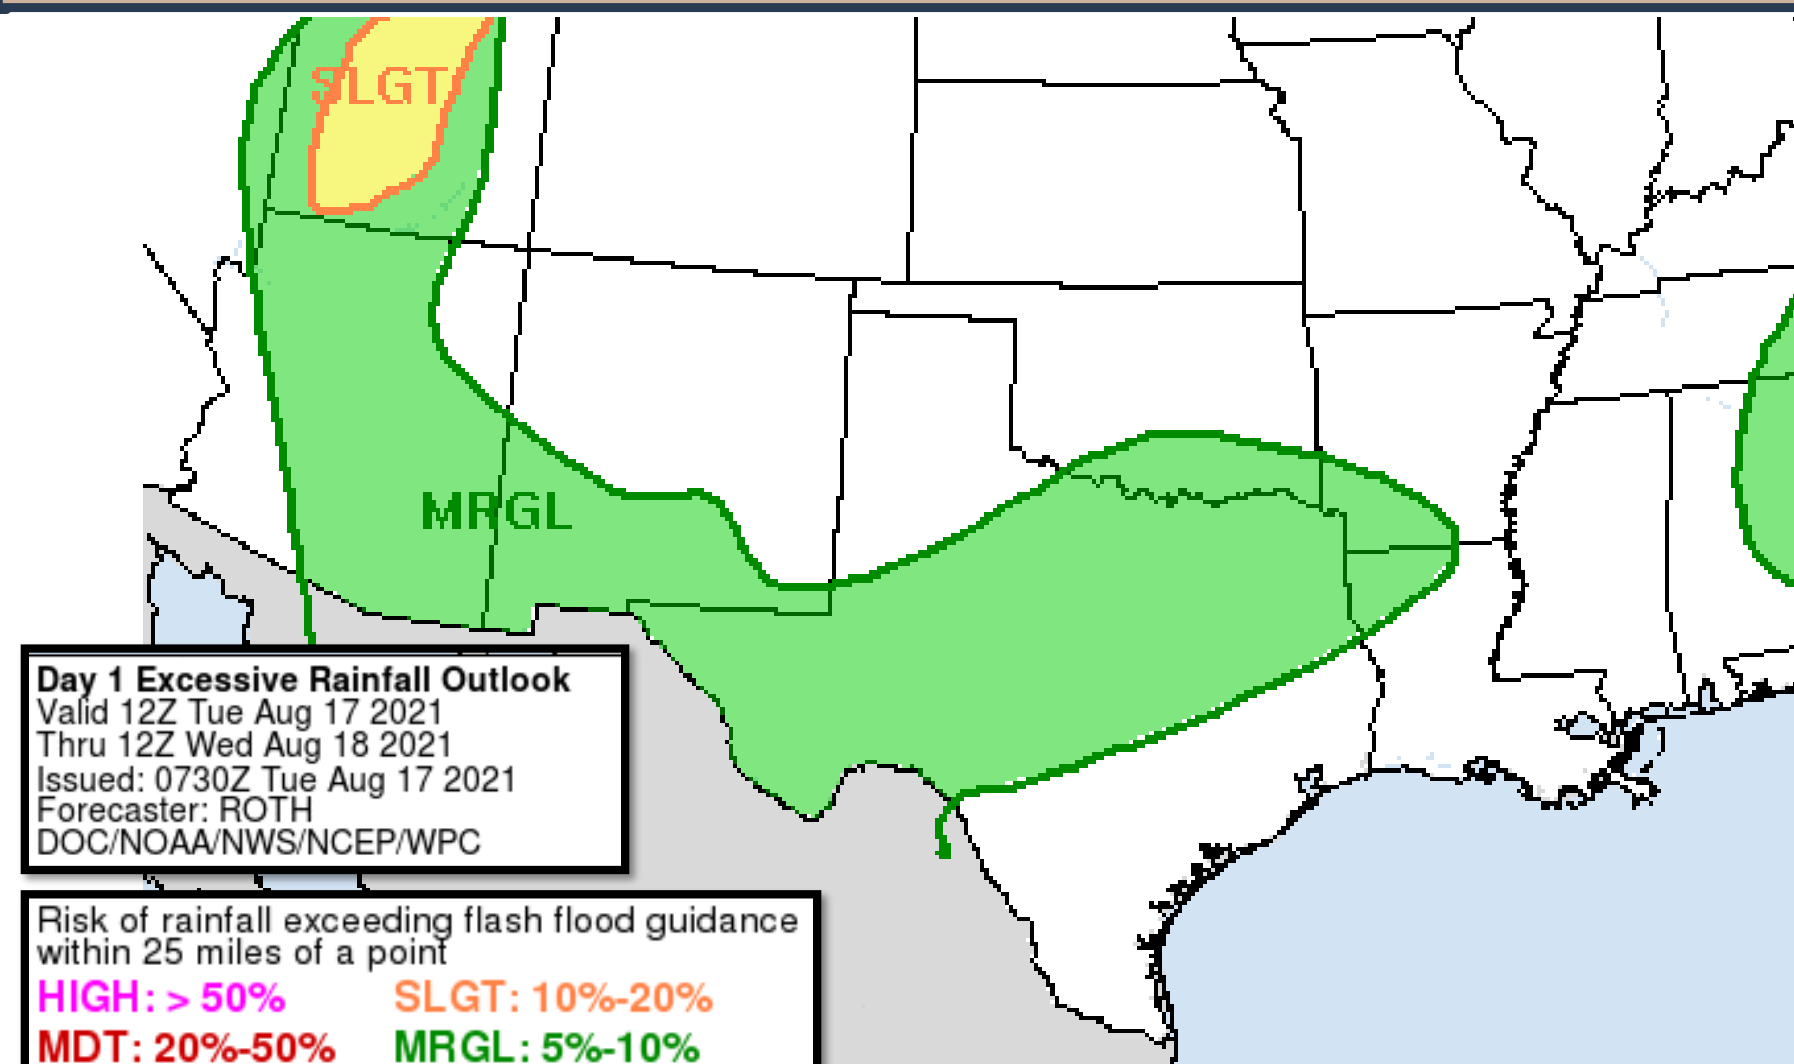 SLGT
MRGL
Day 1 Excessive Rainfall Outlook
Valid 12Z Tue Aug 17 2021
Thru 12Z Wed Aug 18 2021
Issued: 0730Z Tue Aug 17 2021
Forecaster: ROTH
DOC/NOAA/NWS/NCEP/WPC
Risk of rainfall exceeding flash flood guidance
within 25 miles of a point
HIGH: > 50% SLGT: 10%-20%
MDT: 20%-50% MRGL: 5%-10%